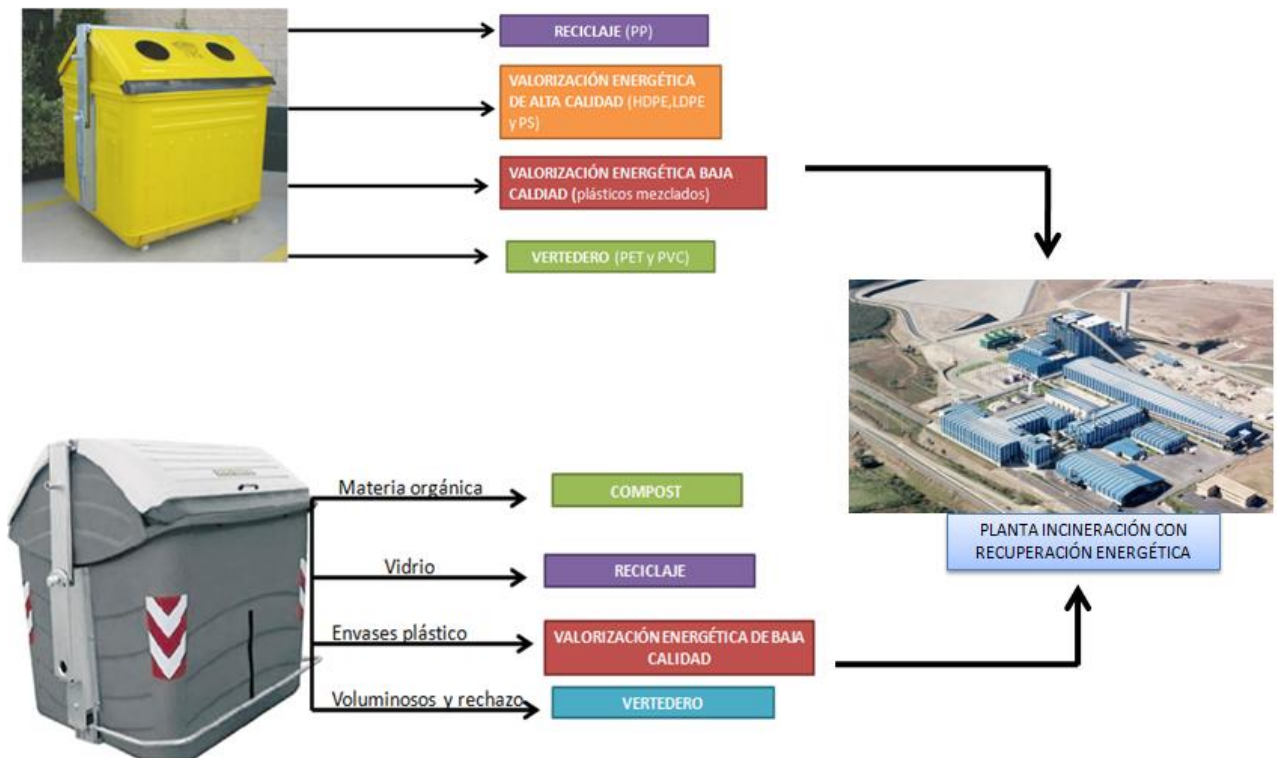 RECICLAJE (PP)
VALORIZACIÓN ENERGÉTICA
DE ALTA CALIDAD (HDPE,LDPE
y PS)
VALORIZACIÓN ENERGÉTICA BAJA
CALDIAD (plásticos mezclados)
VERTEDERO (PET y PVC)
PLANTA INCINERACIÓN CON
RECUPERACIÓN ENERGÉTICA
Materia orgánica
COMPOST
Vidrio
RECICLAJE
Envases plástico
VALORIZACIÓN ENERGÉTICA DE BAJA
CALIDAD
Voluminosos y rechazo
VERTEDERO